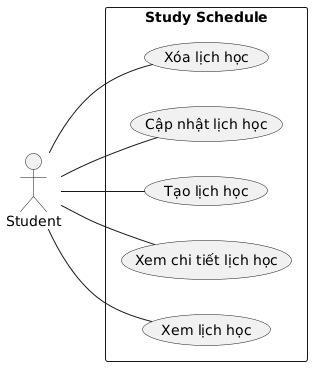 Study Schedule
Xóa lịch học
Cập nhật lịch học
Tạo lịch học
Student
Xem chi tiết lịch học
Xem lịch học